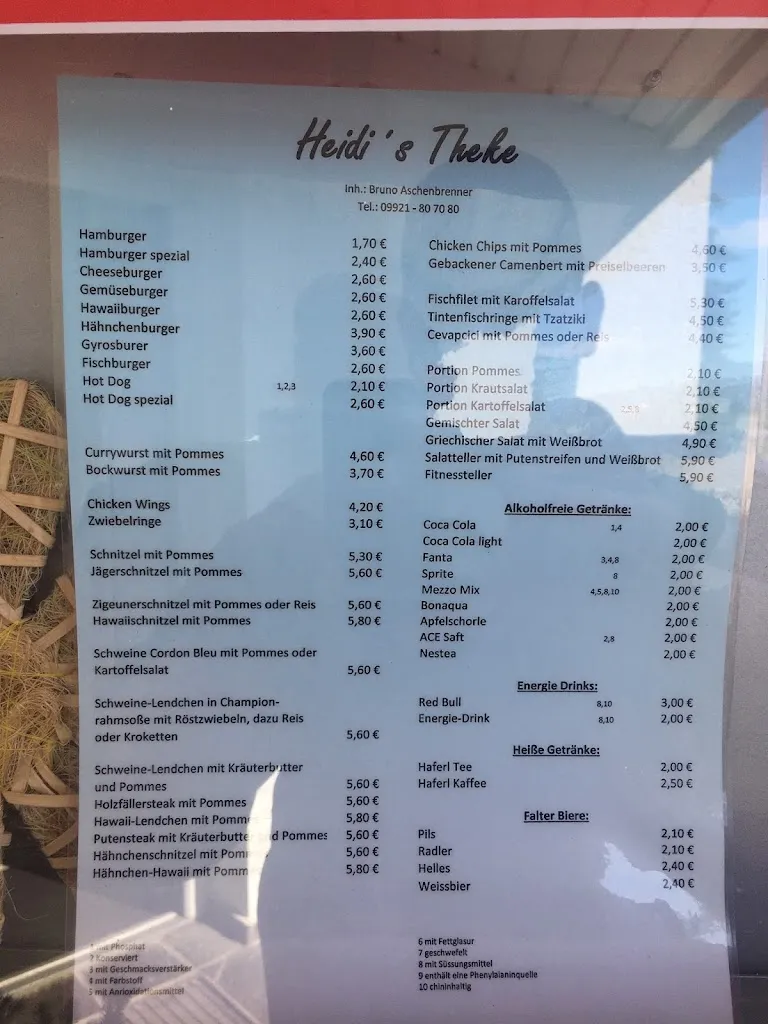 Heidi´s Theke
Inh.: Bruno Aschenbrenner
Tel.: 09921 - 80 70 80
Hamburger 1,70 €
Hamburger spezial 2,40 €
Cheeseburger 2,60 €
Gemüseburger 2,60 €
Hawaiiburger 2,60 €
Hähnchenburger 3,90 €
Gyrosburer 3,60 €
Fischburger 2,60 €
Hot Dog 1,2,3 2,10 €
Hot Dog spezial 2,60 €
Currywurst mit Pommes 4,60 €
Bockwurst mit Pommes 3,70 €
Chicken Wings 4,20 €
Zwiebelringe 3,10 €
Schnitzel mit Pommes 5,30 €
Jägerschnitzel mit Pommes 5,60 €
Zigeunerschnitzel mit Pommes oder Reis 5,60 €
Hawaiischnitzel mit Pommes 5,80 €
Schweine Cordon Bleu mit Pommes oder
Kartoffelsalat 5,60 €
Schweine-Lendchen in Champion-
rahmsoße mit Röstzwiebeln, dazu Reis
oder Kroketten 5,60 €
Schweine-Lendchen mit Kräuterbutter
und Pommes 5,60 €
Holzfällersteak mit Pommes 5,60 €
Hawaii-Lendchen mit Pommes 5,80 €
Putensteak mit Kräuterbutter und Pommes 5,60 €
Hähnchenschnitzel mit Pommes 5,60 €
Hähnchen-Hawaii mit Pommes 5,80 €
1 mit Phosphat
2 Konserviert
3 mit Geschmacksverstärker
4 mit Farbstoff
5 mit Anrioxidationsmittel
Chicken Chips mit Pommes 4,60 €
Gebackener Camenbert mit Preiselbeeren 3,50 €
Fischfilet mit Karoffelsalat 5,30 €
Tintenfischringe mit Tzatziki 4,50 €
Cevapcici mit Pommes oder Reis 4,40 €
Portion Pommes 2,10 €
Portion Krautsalat 2,10 €
Portion Kartoffelsalat 2,10 €
Gemischter Salat 4,50 €
Griechischer Salat mit Weißbrot 4,90 €
Salatteller mit Putenstreifen und Weißbrot 5,90 €
Fitnessteller 5,90 €
Alkoholfreie Getränke:
Coca Cola 1,4 2,00 €
Coca Cola light 2,00 €
Fanta 3,4,8 2,00 €
Sprite 8 2,00 €
Mezzo Mix 4,5,8,10 2,00 €
Bonaqua 2,00 €
Apfelschorle 2,00 €
ACE Saft 2,8 2,00 €
Nestea 2,00 €
Energie Drinks:
Red Bull 8,10 3,00 €
Energie-Drink 8,10 2,00 €
Heiße Getränke:
Haferl Tee 2,00 €
Haferl Kaffee 2,50 €
Falter Biere:
Pils 2,10 €
Radler 2,10 €
Helles 2,40 €
Weissbier 2,40 €
6 mit Fettglasur
7 geschwefelt
8 mit Süssungsmittel
9 enthält eine Phenylalaninquelle
10 chininhaltig